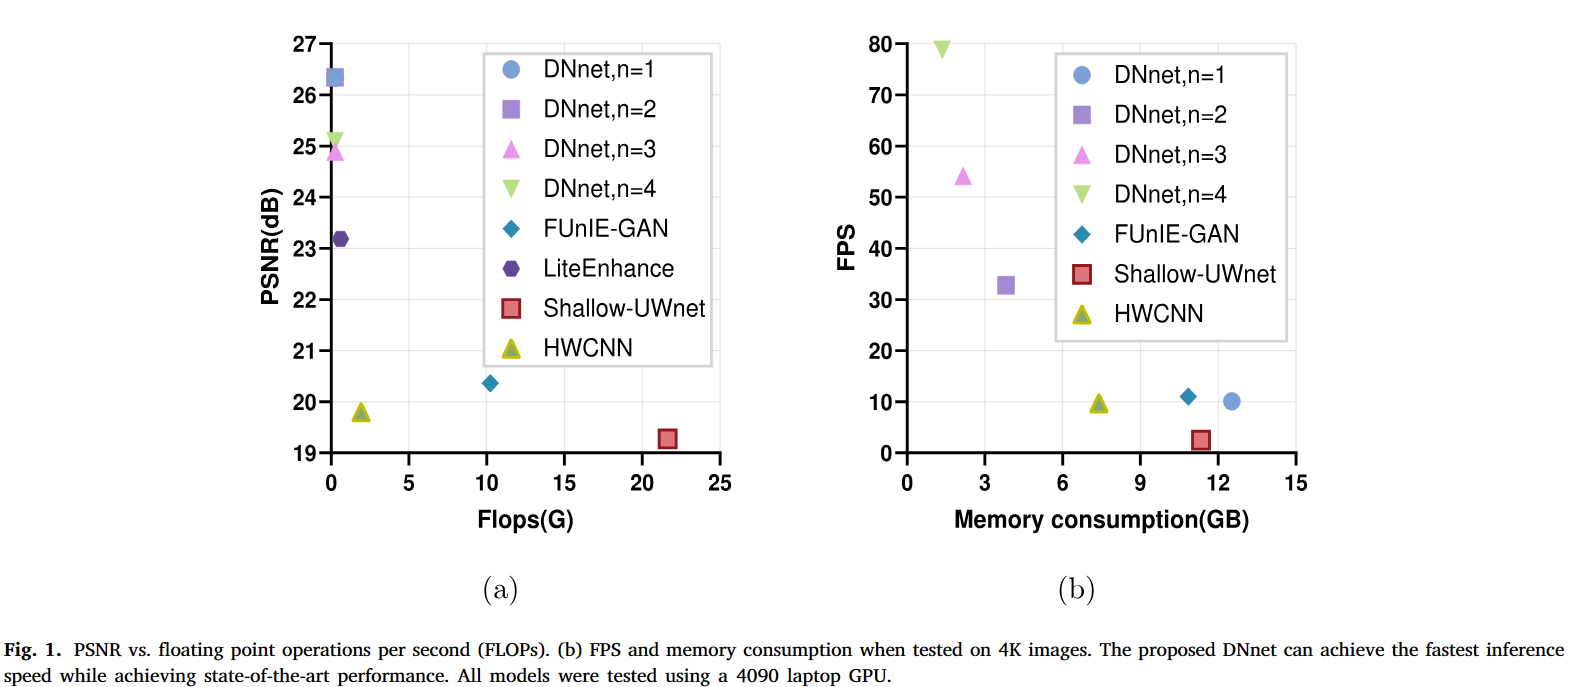 27
26
25
24
23
22
21
20
19
PSNR(dB)
0 5 10 15 20 25
Flops(G)
DNnet,n=1
DNnet,n=2
DNnet,n=3
DNnet,n=4
FUnIE-GAN
LiteEnhance
Shallow-UWnet
HWCNN
(a)
80
70
60
50
40
30
20
10
0
FPS
0 3 6 9 12 15
Memory consumption(GB)
DNnet,n=1
DNnet,n=2
DNnet,n=3
DNnet,n=4
FUnIE-GAN
Shallow-UWnet
HWCNN
(b)
Fig. 1. PSNR vs. floating point operations per second (FLOPs). (b) FPS and memory consumption when tested on 4K images. The proposed DNnet can achieve the fastest inference
speed while achieving state-of-the-art performance. All models were tested using a 4090 laptop GPU.